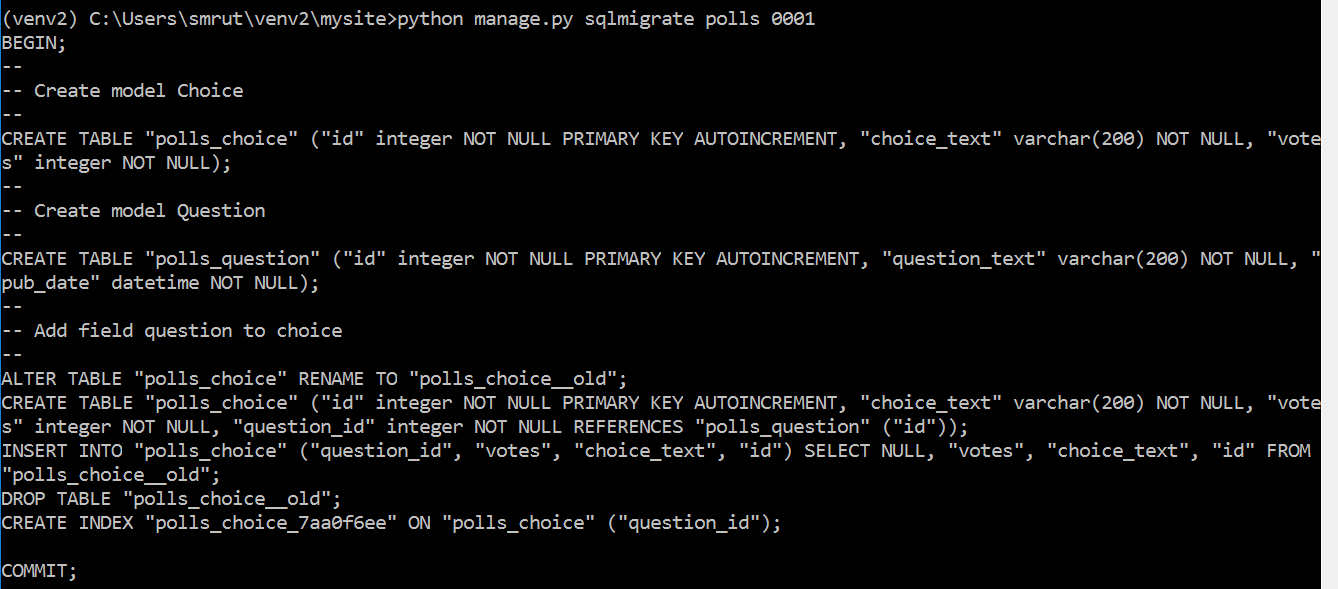 (venv2) C:\Users\smrut\venv2\mysite>python manage.py sqlmigrate polls 0001
BEGIN;
--
-- Create model Choice
--
CREATE TABLE "polls_choice" ("id" integer NOT NULL PRIMARY KEY AUTOINCREMENT, "choice_text" varchar(200) NOT NULL, "vote
s" integer NOT NULL);
--
-- Create model Question
--
CREATE TABLE "polls_question" ("id" integer NOT NULL PRIMARY KEY AUTOINCREMENT, "question_text" varchar(200) NOT NULL, "
pub_date" datetime NOT NULL);
--
-- Add field question to choice
--
ALTER TABLE "polls_choice" RENAME TO "polls_choice__old";
CREATE TABLE "polls_choice" ("id" integer NOT NULL PRIMARY KEY AUTOINCREMENT, "choice_text" varchar(200) NOT NULL, "vote
s" integer NOT NULL, "question_id" integer NOT NULL REFERENCES "polls_question" ("id"));
INSERT INTO "polls_choice" ("question_id", "votes", "choice_text", "id") SELECT NULL, "votes", "choice_text", "id" FROM
"polls_choice__old";
DROP TABLE "polls_choice__old";
CREATE INDEX "polls_choice_7aa0f6ee" ON "polls_choice" ("question_id");
COMMIT;